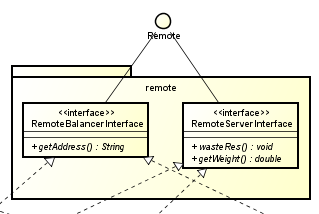 Remote
remote
<<interface>>
RemoteBalancerInterface
+ getAddress() : String
<<interface>>
RemoteServerInterface
+ wasteRes() : void
+ getWeight() : double